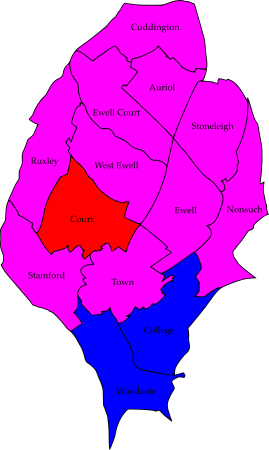 Cuddington
Auriol
Ewell Court
Stoneleigh
Ruxley
West Ewell
Court
Ewell
Nonsuch
Stamford
Town
College
Woodcote